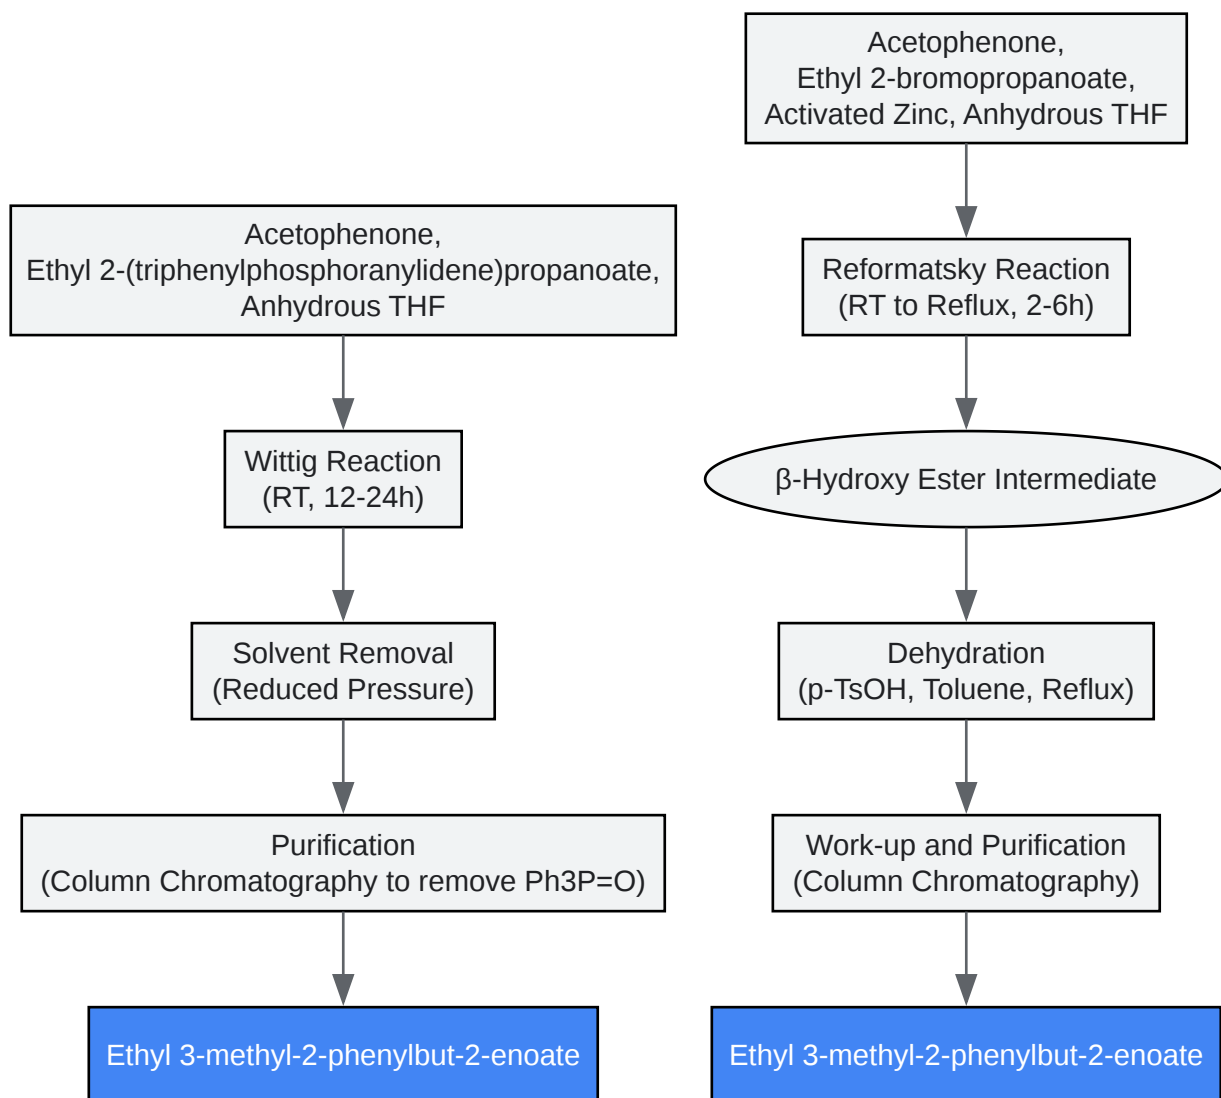 Acetophenone,
Ethyl 2-(triphenylphosphoranylidene)propanoate,
Anhydrous THF
Wittig Reaction
(RT, 12-24h)
Solvent Removal
(Reduced Pressure)
Purification
(Column Chromatography to remove Ph3P=O)
Ethyl 3-methyl-2-phenylbut-2-enoate
Acetophenone,
Ethyl 2-bromopropanoate,
Activated Zinc, Anhydrous THF
Reformatsky Reaction
(RT to Reflux, 2-6h)
β-Hydroxy Ester Intermediate
Dehydration
(p-TsOH, Toluene, Reflux)
Work-up and Purification
(Column Chromatography)
Ethyl 3-methyl-2-phenylbut-2-enoate